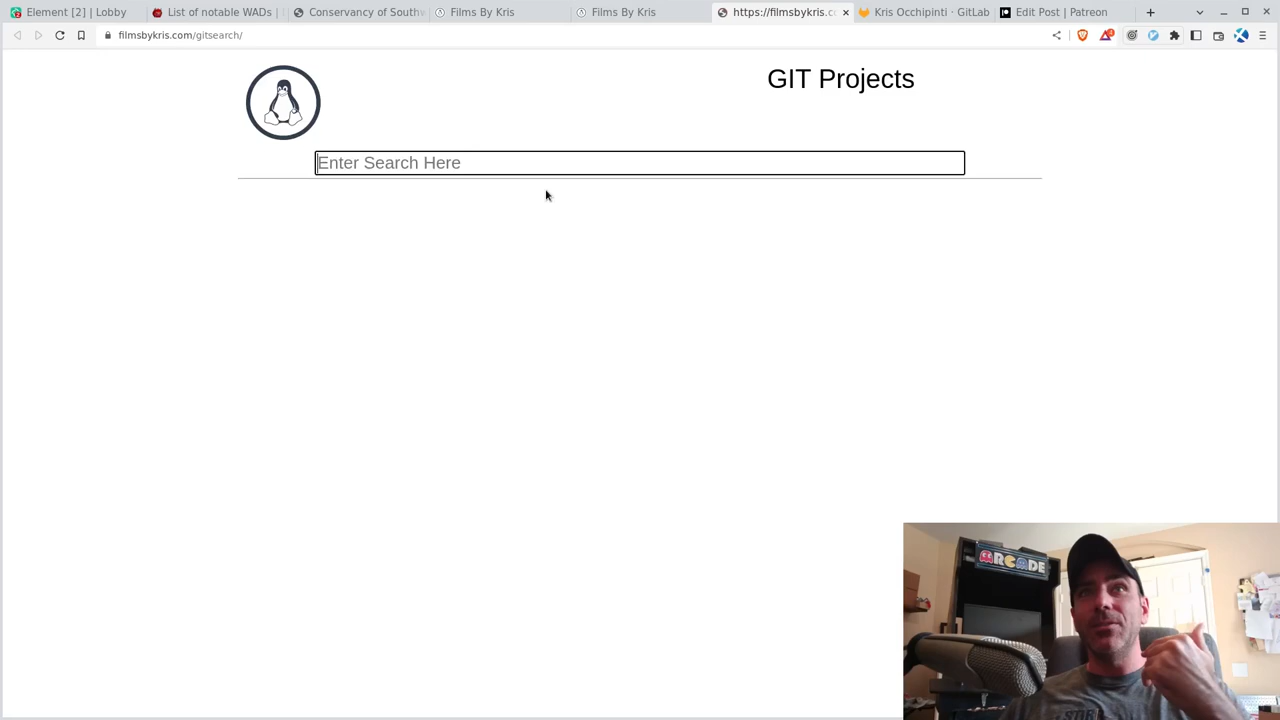 Element [2] | Lobby
List of notable WADs |
Conservancy of Southw
Films By Kris
Films By Kris
https://filmsbykris.c
Kris Occhipinti · GitLab
Edit Post | Patreon
filmsbykris.com/gitsearch/
GIT Projects
Enter Search Here
ARCADE